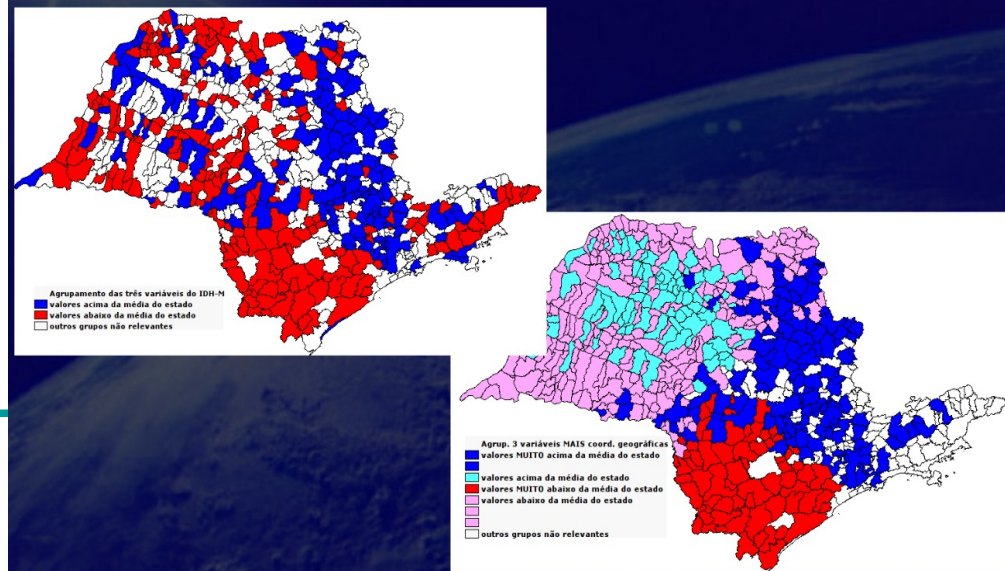 Agrupamento das três variáveis do IDH-M
valores acima da média do estado
valores abaixo da média do estado
outros grupos não relevantes
Agrup. 3 variáveis MAIS coord. geográficas
valores MUITO acima da média do estado
valores acima da média do estado
valores MUITO abaixo da média do estado
valores abaixo da média do estado
outros grupos não relevantes